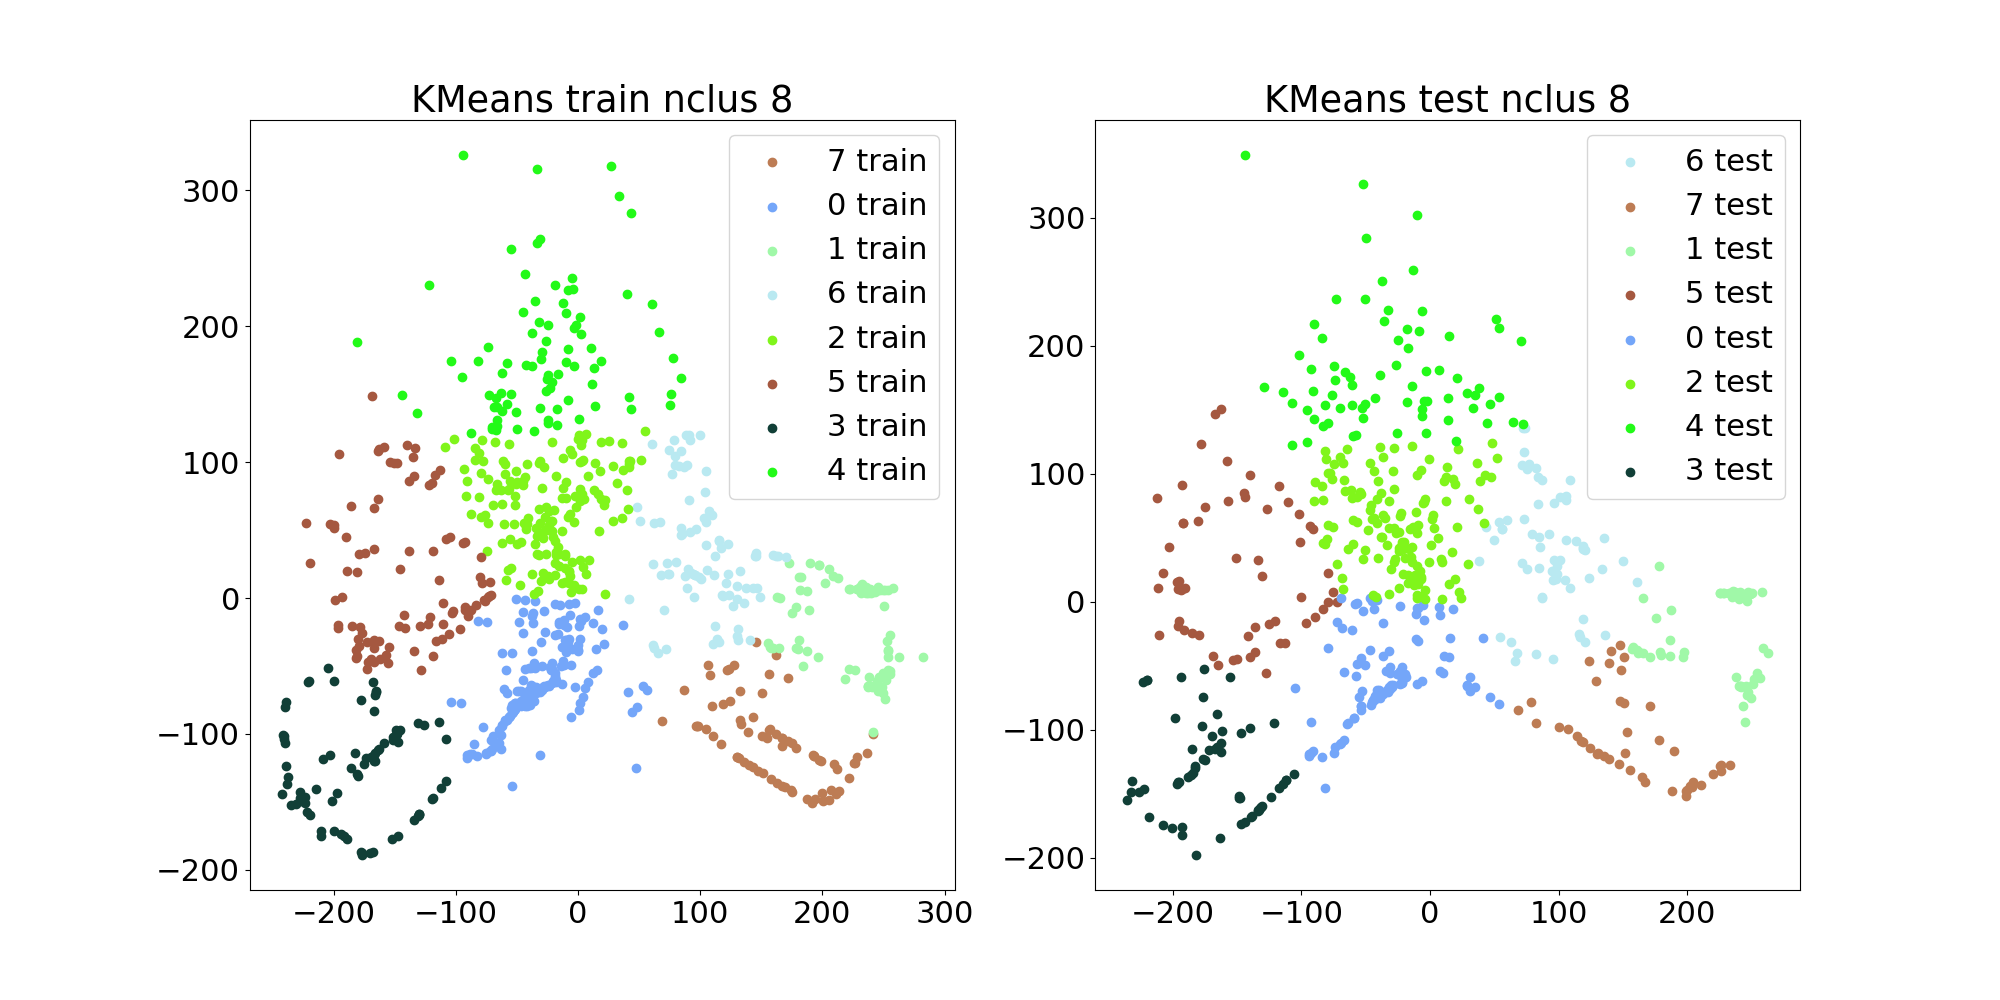 KMeans train nclus 8
300
200
100
0
−100
−200
−200
−100
0
100
200
300
7 train
0 train
1 train
6 train
2 train
5 train
3 train
4 train
KMeans test nclus 8
300
200
100
0
−100
−200
−200
−100
0
100
200
6 test
7 test
1 test
5 test
0 test
2 test
4 test
3 test